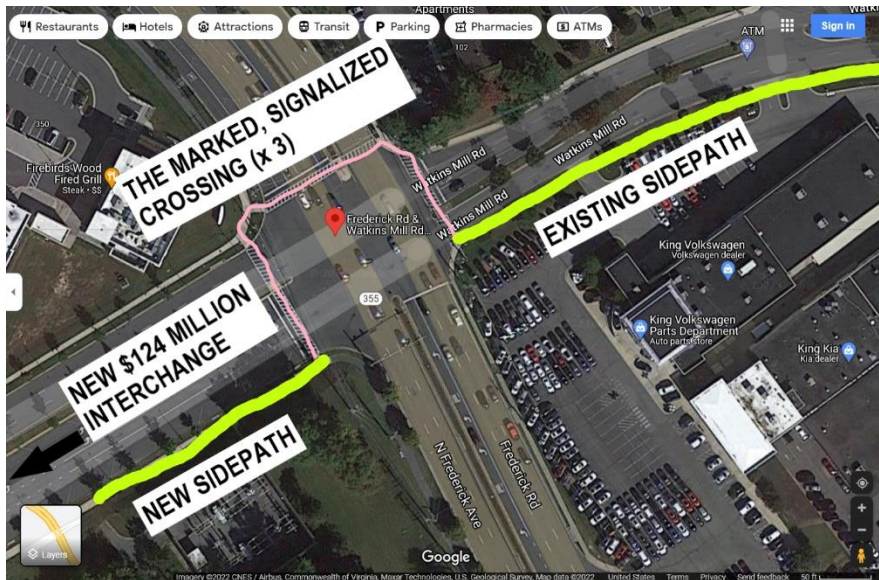 Restaurants
Hotels
Attractions
Transit
Parking
Pharmacies
ATMs
Sign in
Apartments
102
ATM
350
Firebirds Wood
Fired Grill
Steak • $$
THE MARKED, SIGNALIZED
CROSSING (x 3)
Watkins Mill Rd
Watkins Mill Rd
Watkins Mill Rd
EXISTING SIDEPATH
Frederick Rd &
Watkins Mill Rd...
355
King Volkswagen
Volkswagen dealer
King Volkswagen
Parts Department
Auto parts store
King Kia
Kia dealer
NEW $124 MILLION
INTERCHANGE
NEW SIDEPATH
N Frederick Ave
Frederick Rd
Layers
Google
Imagery ©2022 CNES / Airbus, Commonwealth of Virginia, Maxar Technologies, U.S. Geological Survey, Map data ©2022 United States Terms Privacy Send feedback 50 ft